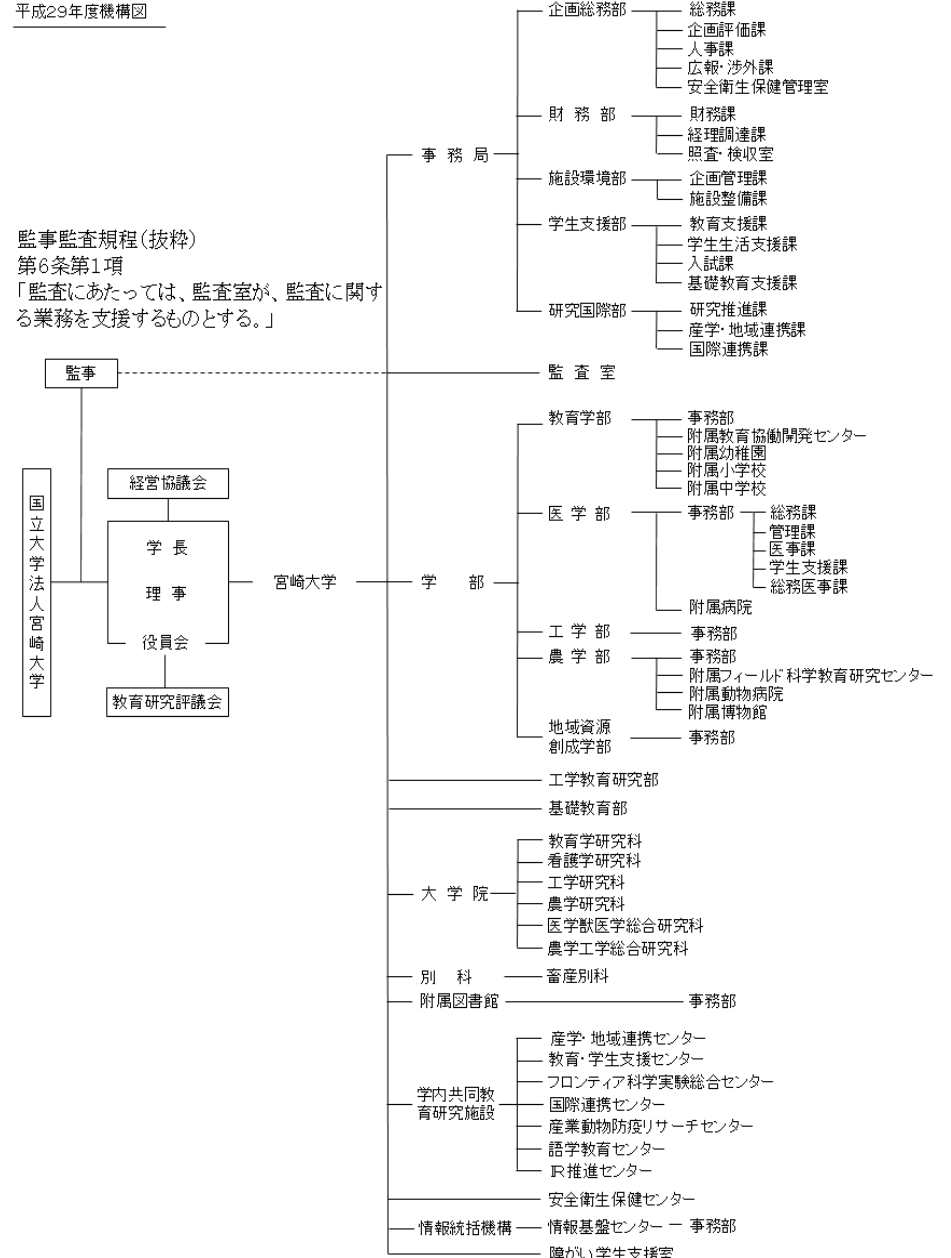 平成29年度機構図
監事監査規程(抜粋)
第6条第1項
「監査にあたっては、監査室が、監査に関す
る業務を支援するものとする。」
監事
国立大学法人宮崎大学
経営協議会
学長
理事
役員会
教育研究評議会
宮崎大学
事務局
企画総務部
総務課
企画評価課
人事課
広報・渉外課
安全衛生保健管理室
財務部
財務課
経理調達課
照査・検収室
施設環境部
企画管理課
施設整備課
学生支援部
教育支援課
学生生活支援課
入試課
基礎教育支援課
研究国際部
研究推進課
産学・地域連携課
国際連携課
監査室
学部
教育学部
事務部
附属教育協働開発センター
附属幼稚園
附属小学校
附属中学校
医学部
事務部
総務課
管理課
医事課
学生支援課
総務医事課
附属病院
工学部
事務部
農学部
事務部
附属フィールド科学教育研究センター
附属動物病院
附属博物館
地域資源
創成学部
事務部
工学教育研究部
基礎教育部
大学院
教育学研究科
看護学研究科
工学研究科
農学研究科
医学獣医学総合研究科
農学工学総合研究科
別科
畜産別科
附属図書館
事務部
学内共同教
育研究施設
産学・地域連携センター
教育・学生支援センター
フロンティア科学実験総合センター
国際連携センター
産業動物防疫リサーチセンター
語学教育センター
IR推進センター
安全衛生保健センター
情報統括機構
情報基盤センター
事務部
障がい学生支援室